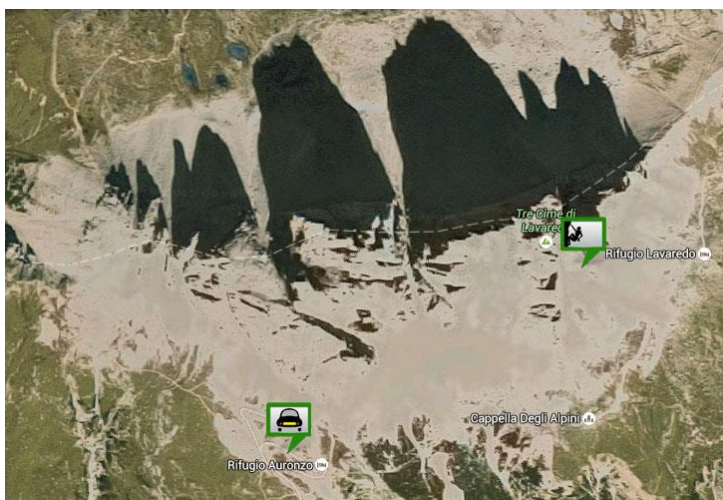 Tre Cime di
Lavaredo
Rifugio Lavaredo
Cappella Degli Alpini
Rifugio Auronzo